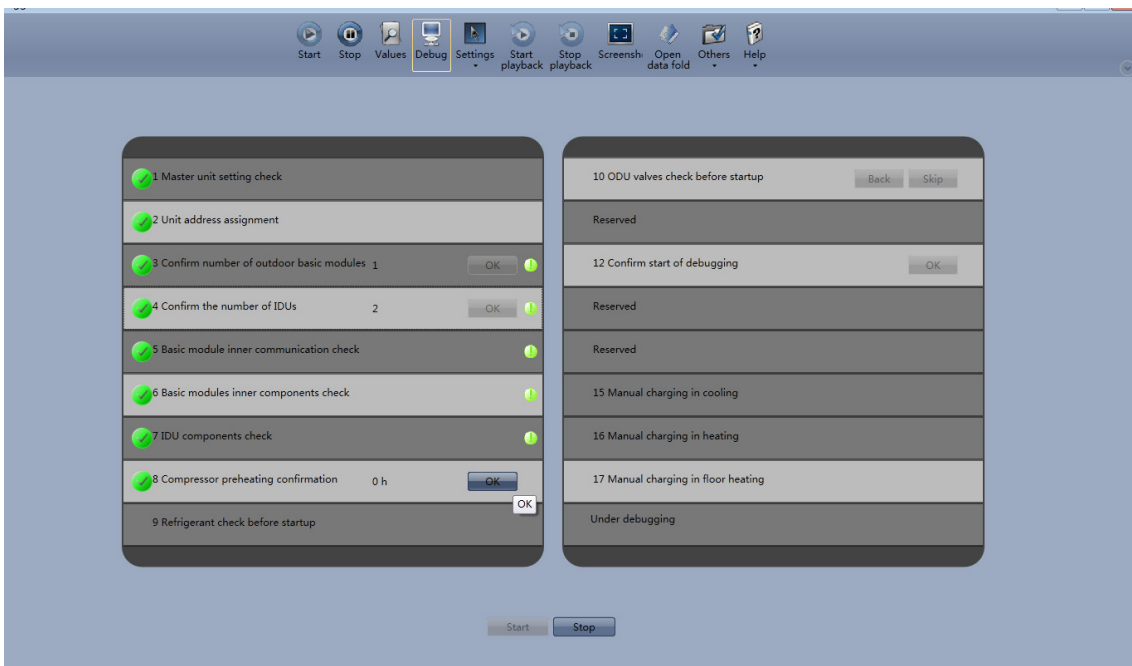 Start Stop Values Debug Settings Start playback Stop playback Screensh Open data fold Others Help
1 Master unit setting check
2 Unit address assignment
3 Confirm number of outdoor basic modules 1 OK
4 Confirm the number of IDUs 2 OK
5 Basic module inner communication check
6 Basic modules inner components check
7 IDU components check
8 Compressor preheating confirmation 0 h OK
OK
9 Refrigerant check before startup
10 ODU valves check before startup Back Skip
Reserved
12 Confirm start of debugging OK
Reserved
Reserved
15 Manual charging in cooling
16 Manual charging in heating
17 Manual charging in floor heating
Under debugging
Start Stop